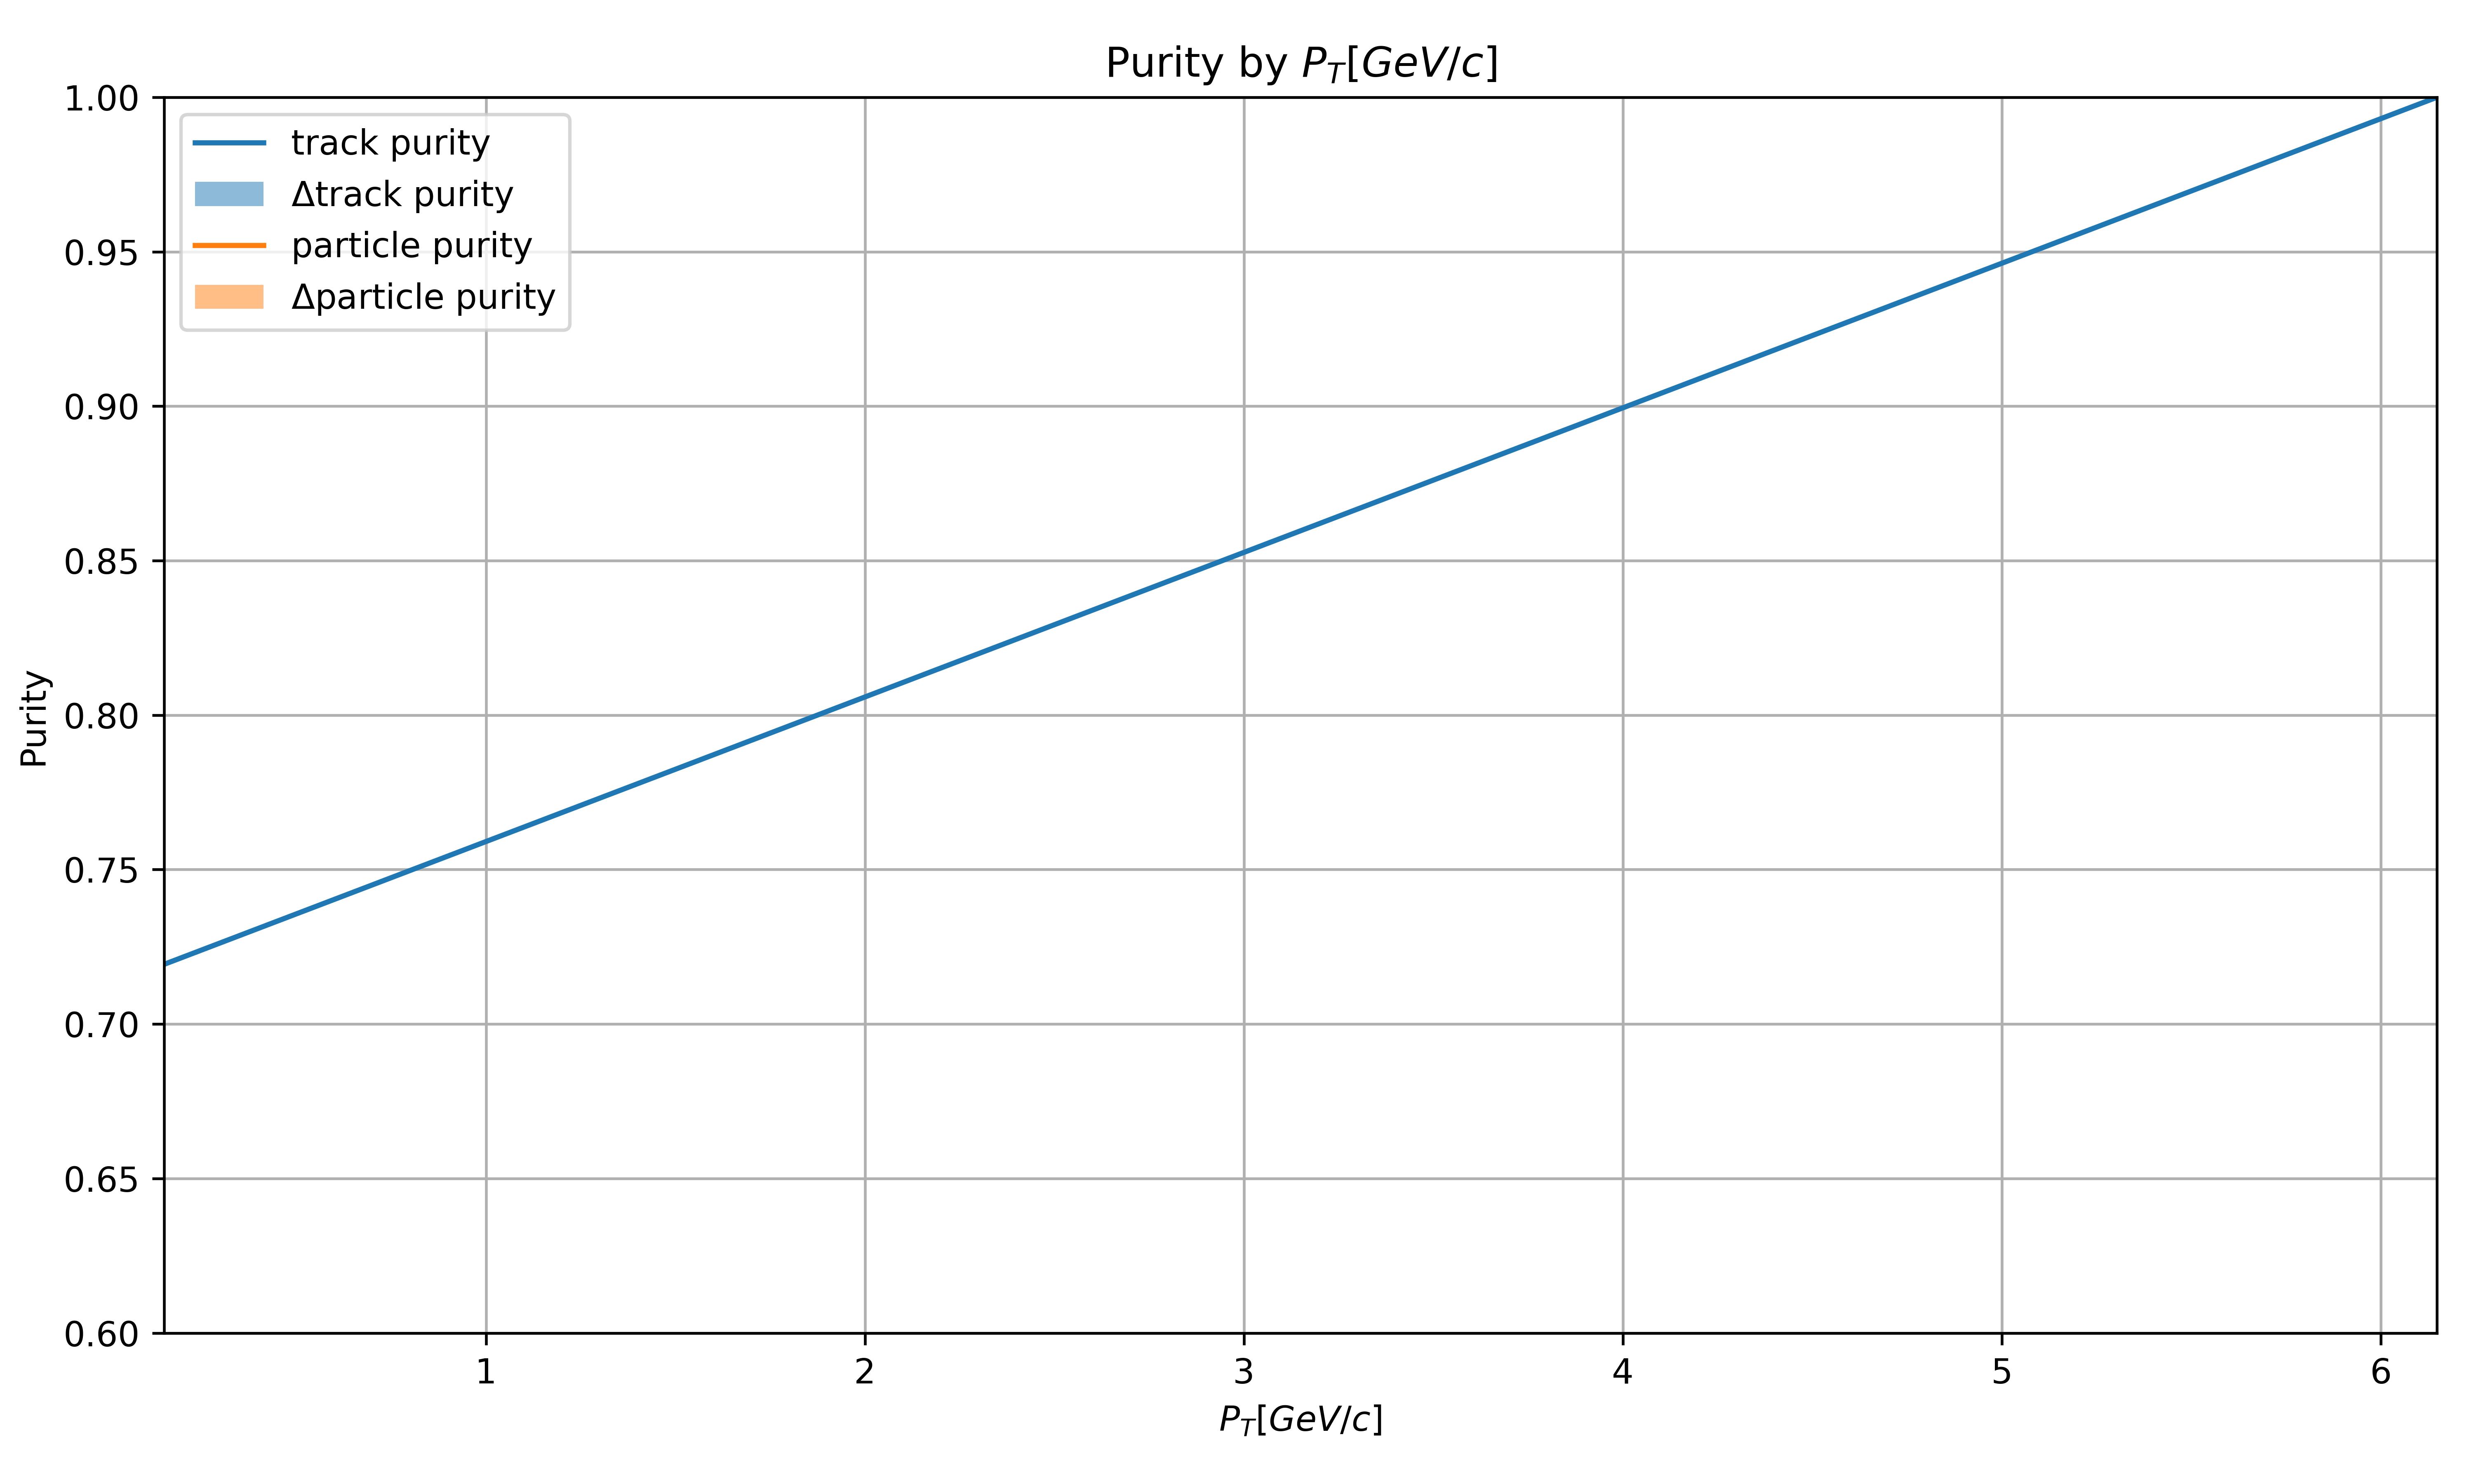 Purity by P_T[GeV/c]
1.00
0.95
0.90
0.85
0.80
0.75
0.70
0.65
0.60
Purity
track purity
Δtrack purity
particle purity
Δparticle purity
1 2 3 4 5 6
P_T[GeV/c]